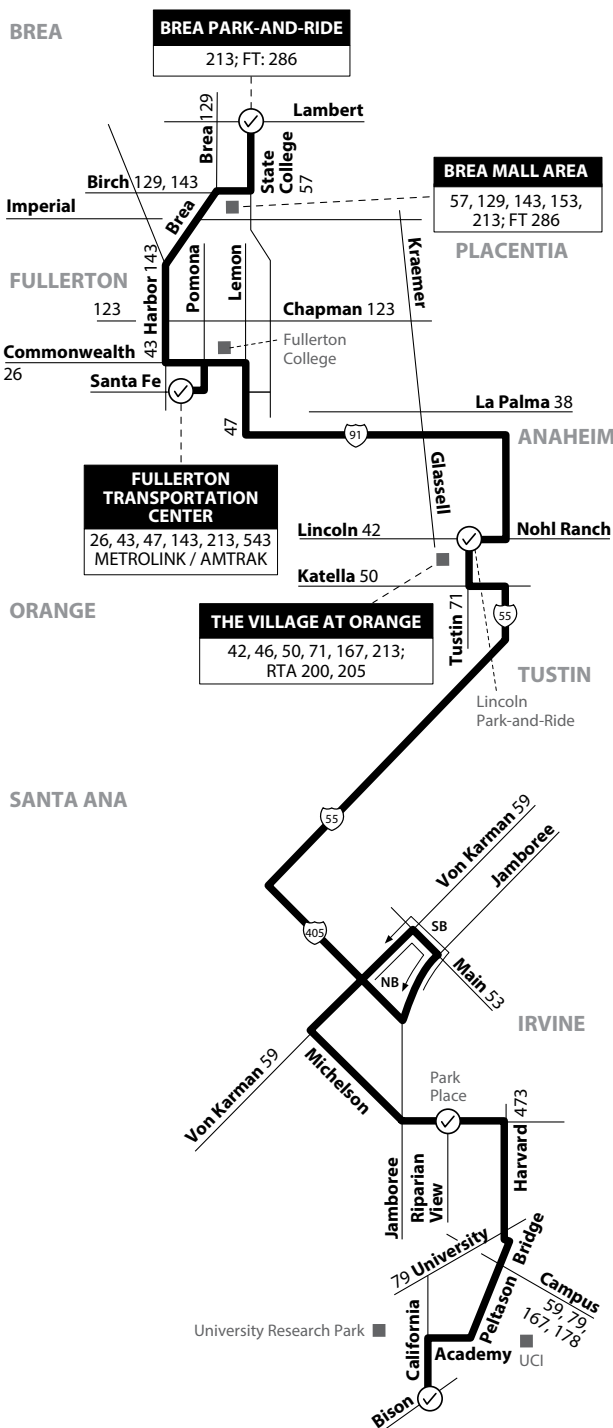 BREA
BREA PARK-AND-RIDE
213; FT: 286
Lambert
Brea 129
State
College
57
Birch 129, 143
BREA MALL AREA
57, 129, 143, 153,
213; FT 286
Imperial
Brea
Kraemer
PLACENTIA
FULLERTON
Harbor 143
Pomona
Lemon
123
Chapman 123
Fullerton
College
Commonwealth
26
43
Santa Fe
47
La Palma 38
91
ANAHEIM
FULLERTON
TRANSPORTATION
CENTER
26, 43, 47, 143, 213, 543
METROLINK / AMTRAK
Glassell
Lincoln 42
Nohl Ranch
Katella 50
ORANGE
THE VILLAGE AT ORANGE
42, 46, 50, 71, 167, 213;
RTA 200, 205
Tustin 71
55
TUSTIN
Lincoln
Park-and-Ride
SANTA ANA
55
Von Karman 59
Jamboree
405
SB
NB
Main 53
IRVINE
Von Karman 59
Michelson
Park
Place
Harvard 473
Jamboree
Riparian
View
79 University
Bridge
Campus
59, 79,
167, 178
Peltason
California
University Research Park
Academy
UCI
Bison